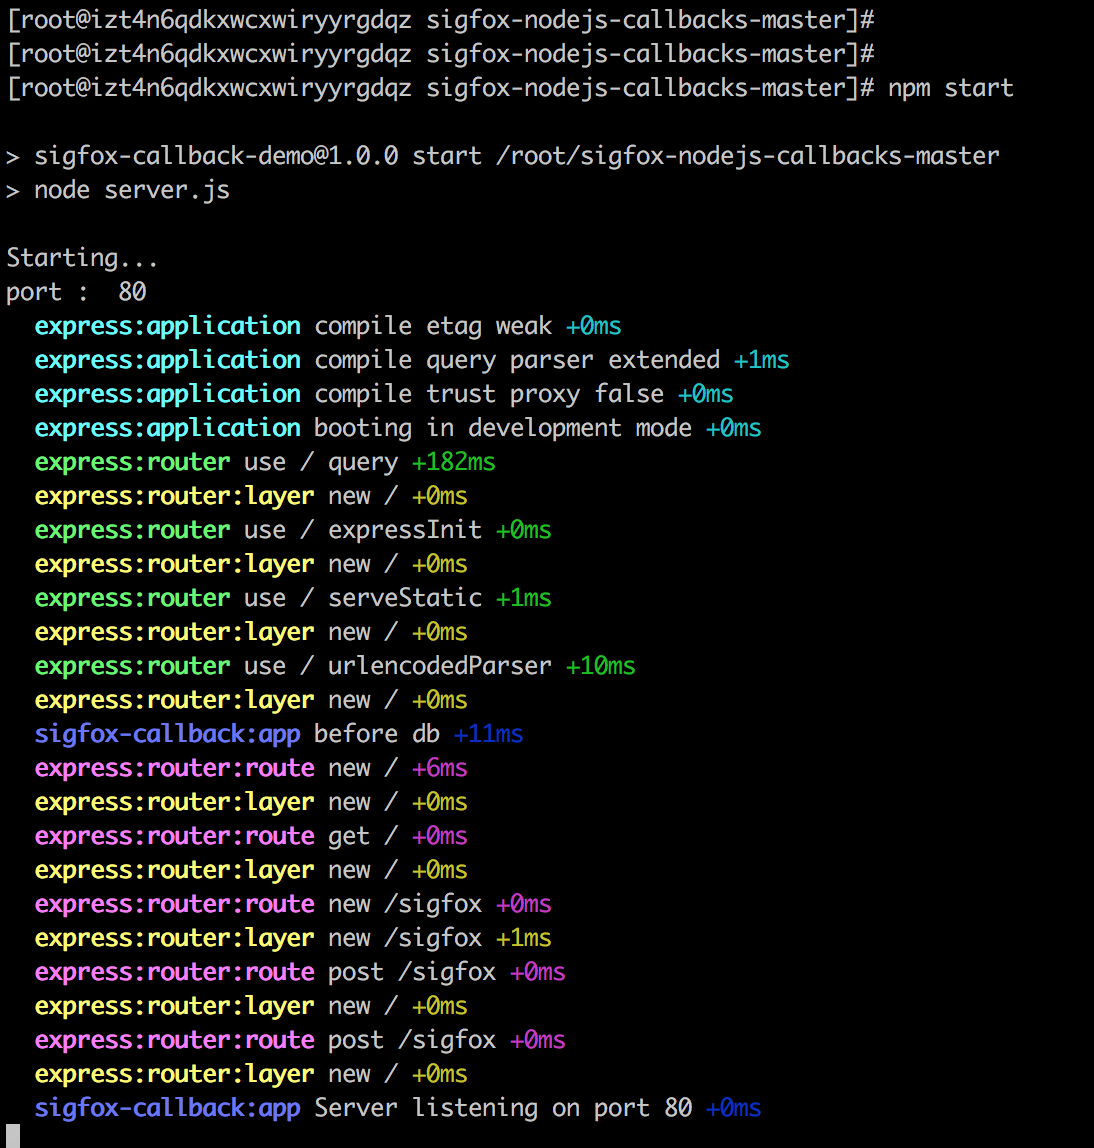 [root@izt4n6qdkxwcxwiryyrgdqz sigfox-nodejs-callbacks-master]#
[root@izt4n6qdkxwcxwiryyrgdqz sigfox-nodejs-callbacks-master]#
[root@izt4n6qdkxwcxwiryyrgdqz sigfox-nodejs-callbacks-master]# npm start
> sigfox-callback-demo@1.0.0 start /root/sigfox-nodejs-callbacks-master
> node server.js
Starting...
port :  80
express:application compile etag weak +0ms
express:application compile query parser extended +1ms
express:application compile trust proxy false +0ms
express:application booting in development mode +0ms
express:router use / query +182ms
express:router:layer new / +0ms
express:router use / expressInit +0ms
express:router:layer new / +0ms
express:router use / serveStatic +1ms
express:router:layer new / +0ms
express:router use / urlencodedParser +10ms
express:router:layer new / +0ms
sigfox-callback:app before db +11ms
express:router:route new / +6ms
express:router:layer new / +0ms
express:router:route get / +0ms
express:router:layer new / +0ms
express:router:route new /sigfox +0ms
express:router:layer new /sigfox +1ms
express:router:route post /sigfox +0ms
express:router:layer new / +0ms
express:router:route post /sigfox +0ms
express:router:layer new / +0ms
sigfox-callback:app Server listening on port 80 +0ms